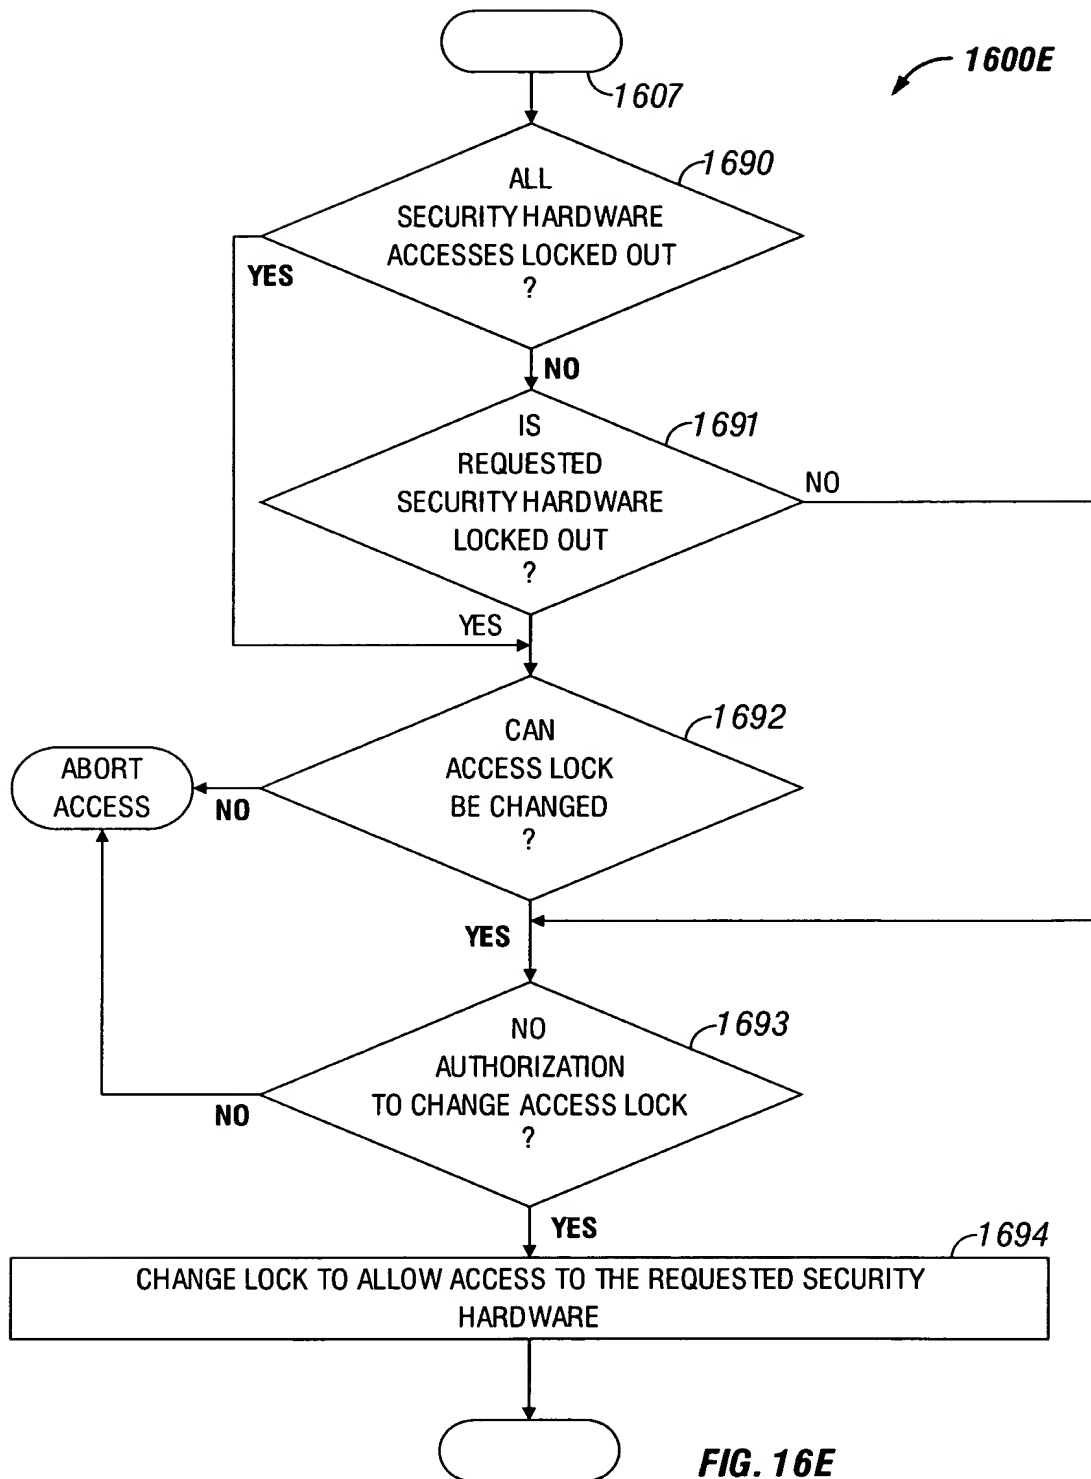 1600E
1607
1690
ALL
SECURITY HARDWARE
ACCESSES LOCKED OUT
?
YES
NO
1691
IS
REQUESTED
SECURITY HARDWARE
LOCKED OUT
?
NO
YES
1692
CAN
ACCESS LOCK
BE CHANGED
?
ABORT
ACCESS
NO
YES
1693
NO
AUTHORIZATION
TO CHANGE ACCESS LOCK
?
NO
YES
1694
CHANGE LOCK TO ALLOW ACCESS TO THE REQUESTED SECURITY
HARDWARE
FIG. 16E